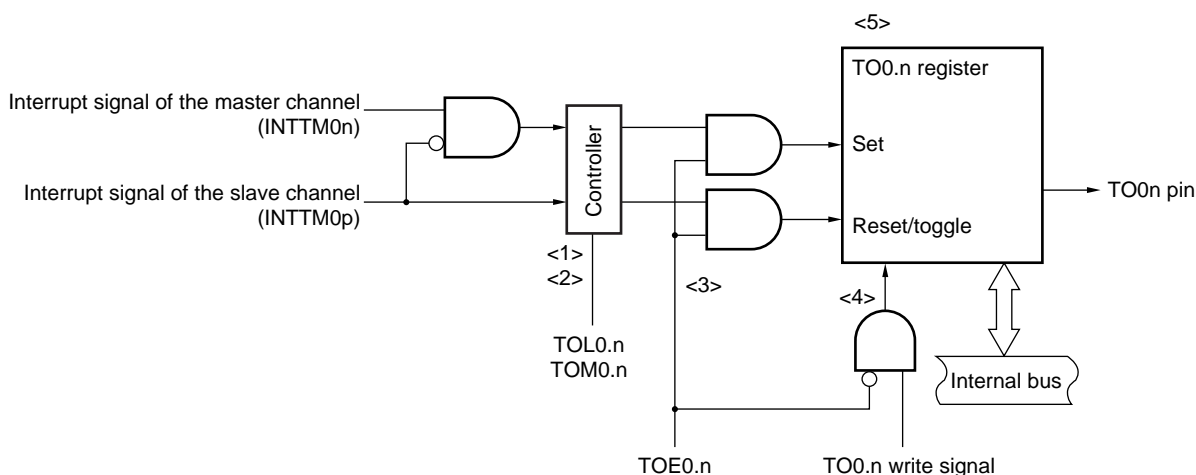 <5>
TO0.n register
Interrupt signal of the master channel
(INTTM0n)
Set
Controller
Interrupt signal of the slave channel
(INTTM0p)
TO0n pin
Reset/toggle
<1>
<2>
<3>
<4>
TOL0.n
TOM0.n
Internal bus
TOE0.n
TO0.n write signal